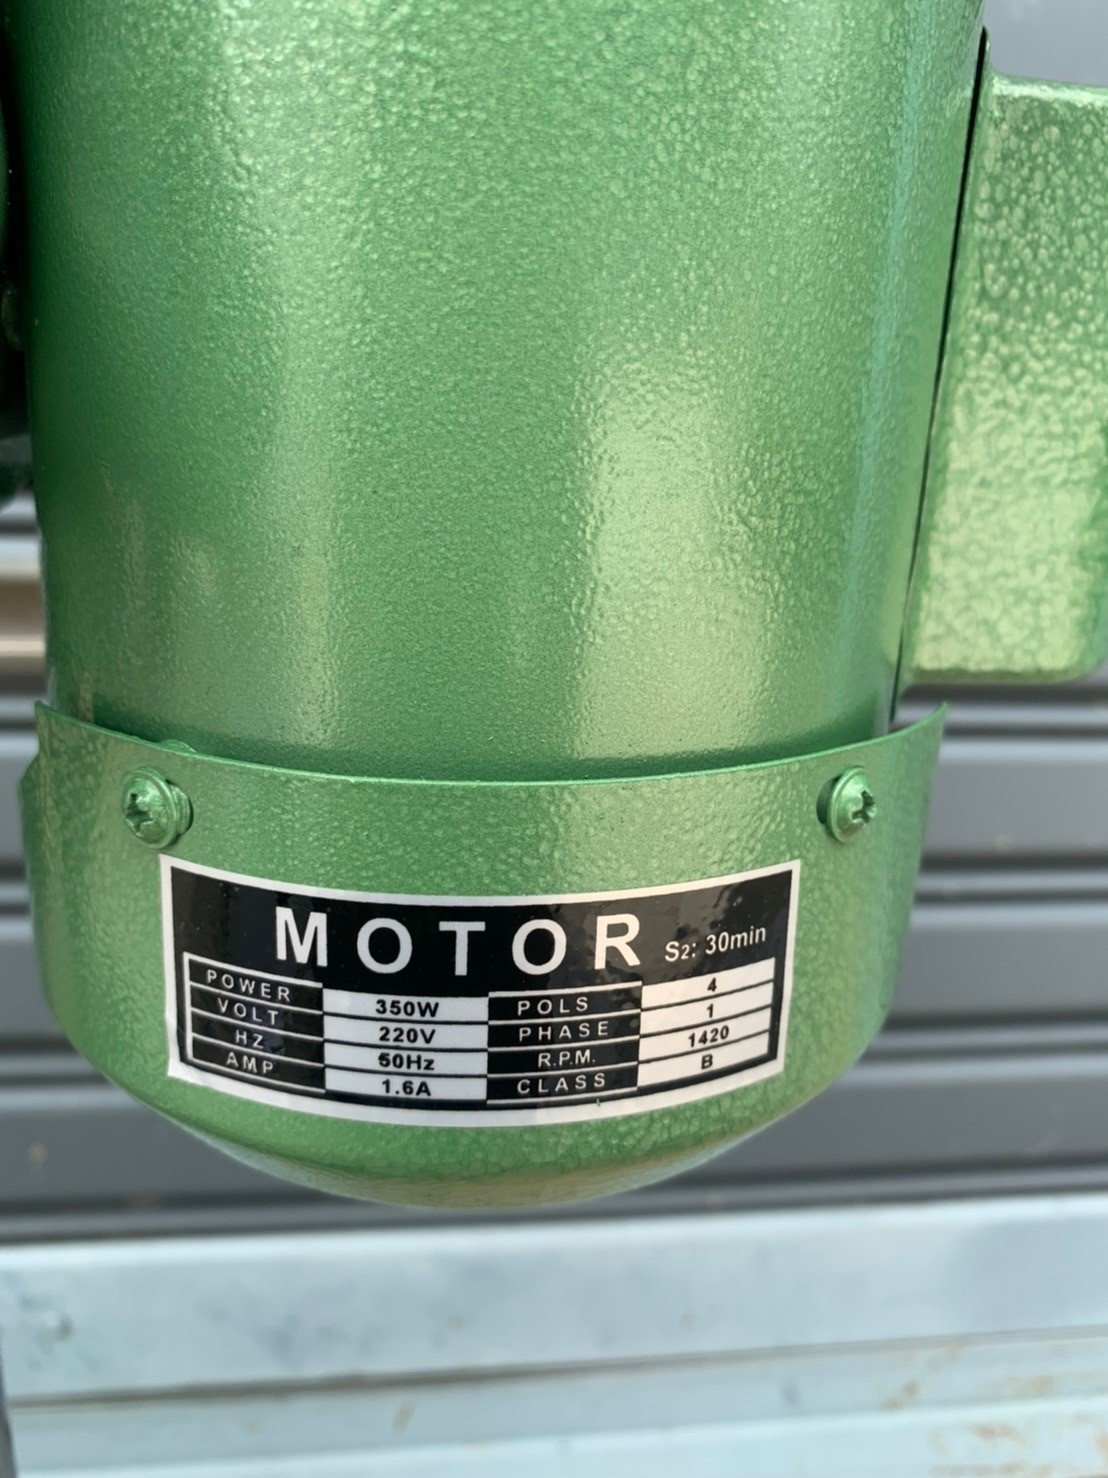 MOTOR S2: 30min
POWER 350W POLS 4
VOLT 220V PHASE 1
HZ 50Hz R.P.M. 1420
AMP 1.6A CLASS B